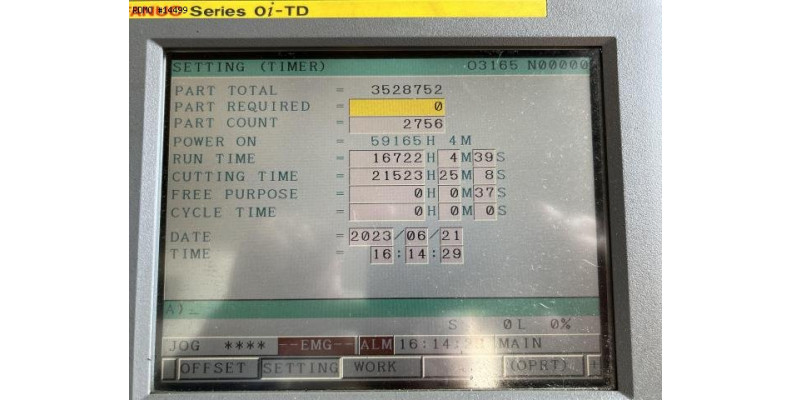 RDMO #14499
FANUC Series 0i-TD
SETTING (TIMER) O3165 N00000
PART TOTAL = 3528752
PART REQUIRED = 0
PART COUNT = 2756
POWER ON = 59165H 4M
RUN TIME = 16722H 4M39S
CUTTING TIME = 21523H25M 8S
FREE PURPOSE = 0H 0M37S
CYCLE TIME = 0H 0M 0S
DATE = 2023/06/21
TIME = 16:14:29
A)_
S 0L 0%
JOG **** --EMG-- ALM 16:14: MAIN
OFFSET SETTING WORK (OPRT) +